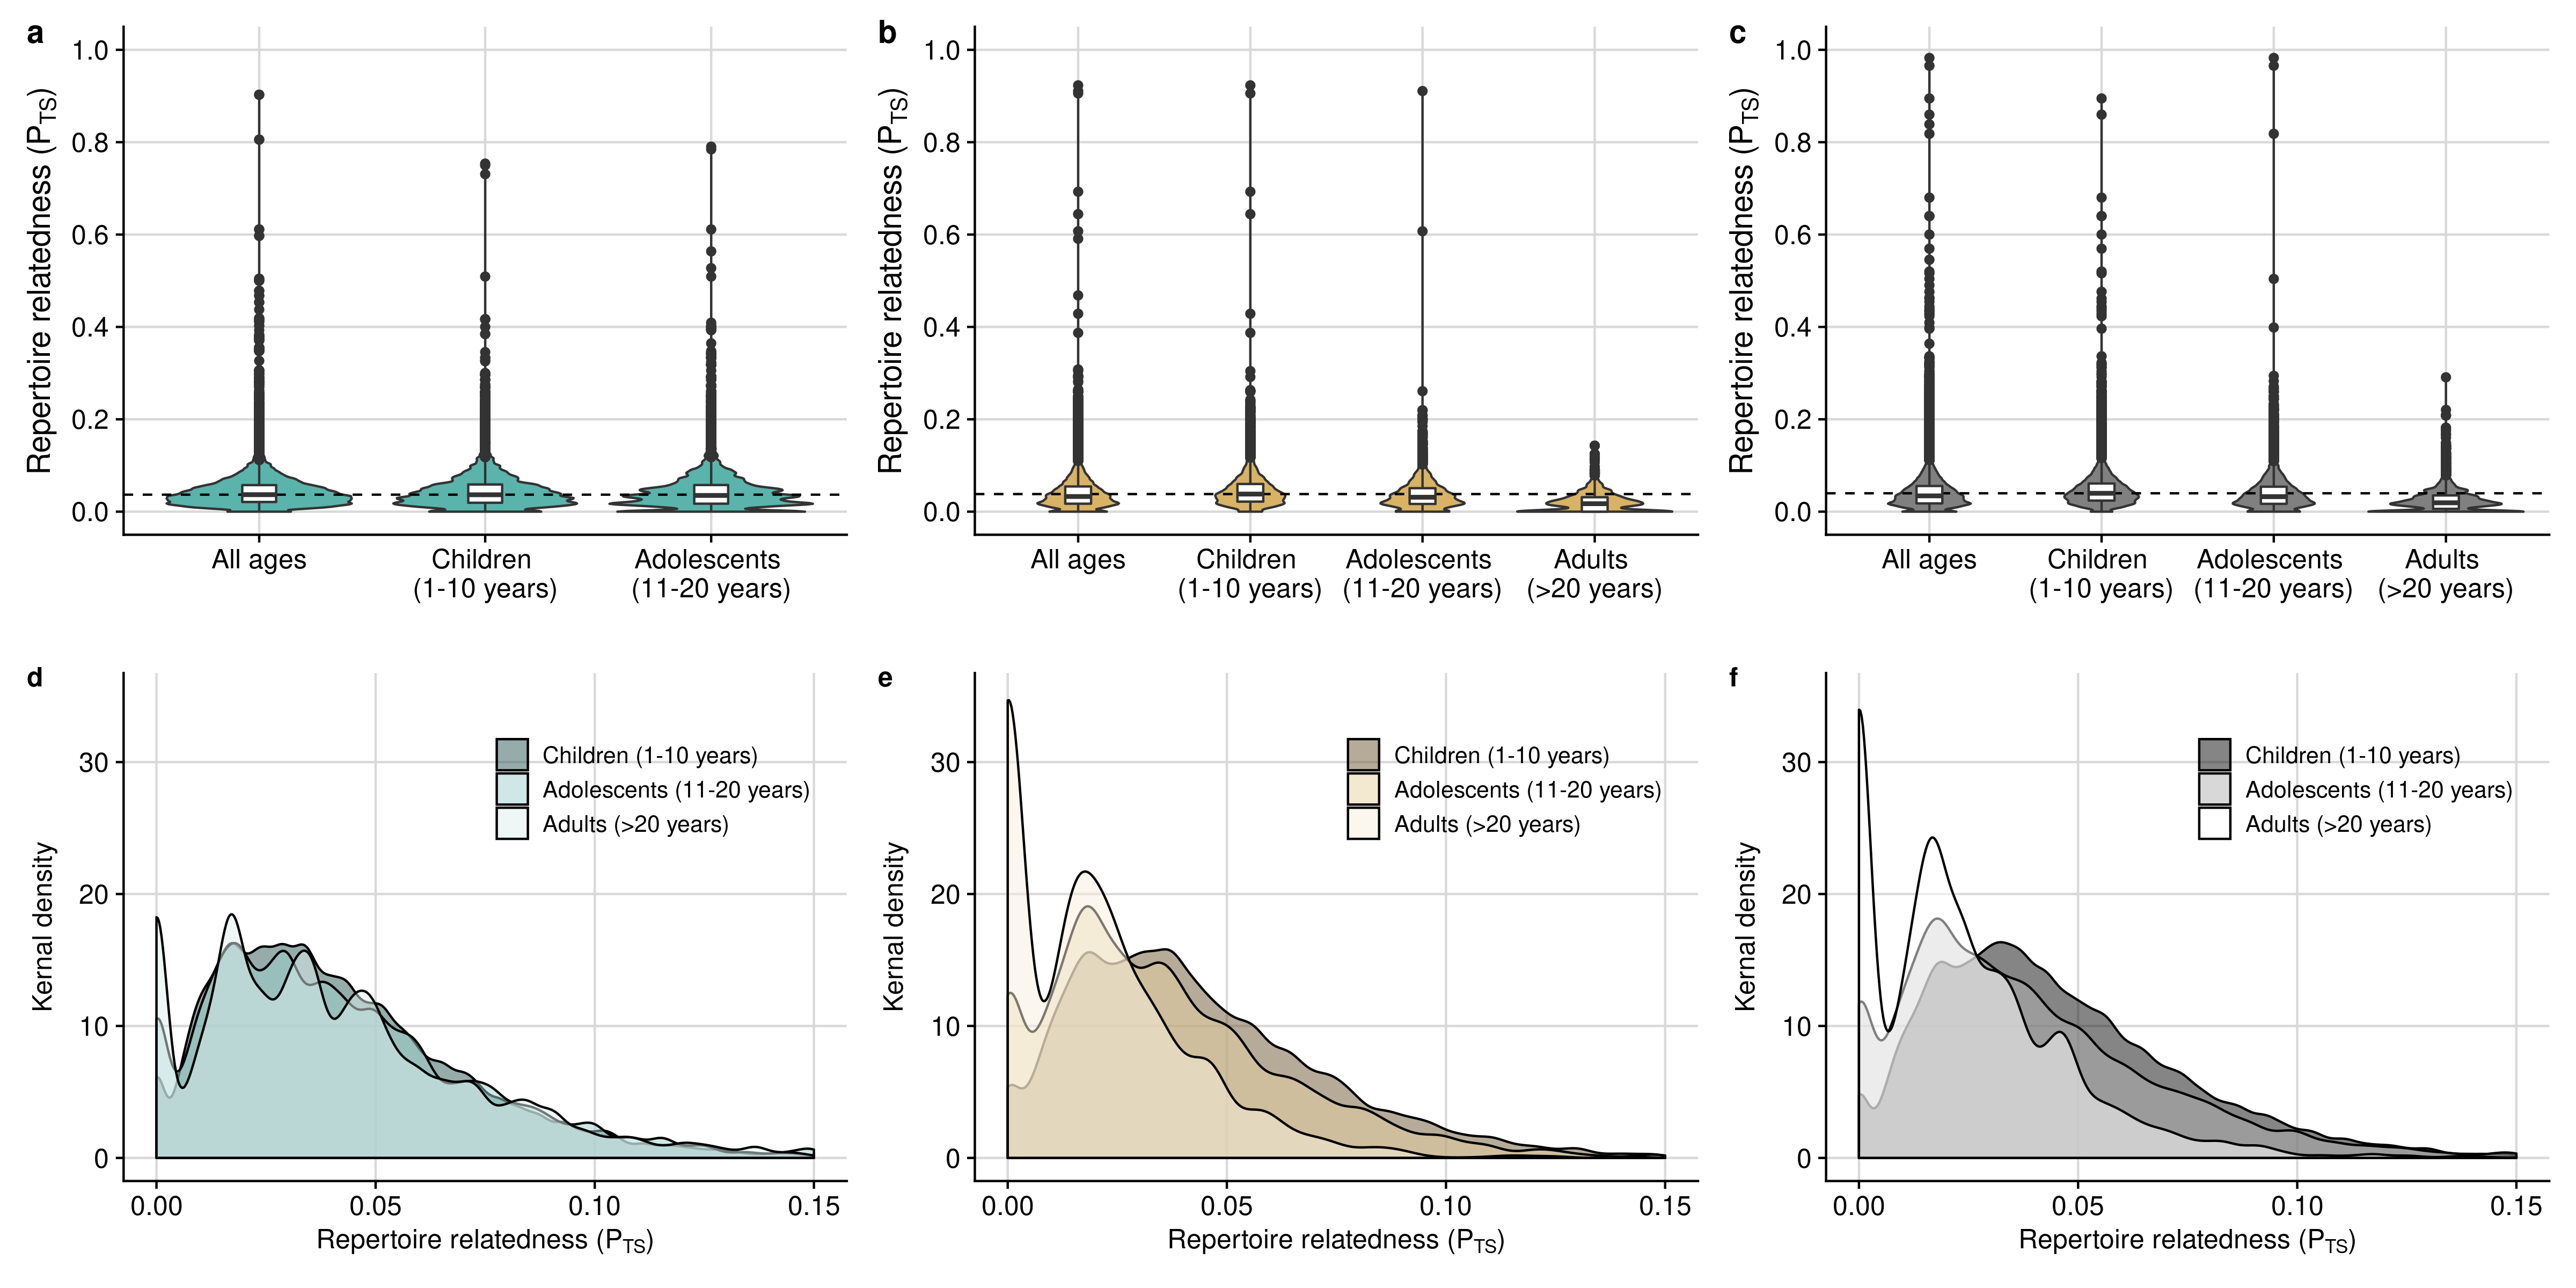 a
Repertoire relatedness (PTS)
1.0
0.8
0.6
0.4
0.2
0.0
All ages
Children
(1-10 years)
Adolescents
(11-20 years)
b
Repertoire relatedness (PTS)
1.0
0.8
0.6
0.4
0.2
0.0
All ages
Children
(1-10 years)
Adolescents
(11-20 years)
Adults
(>20 years)
c
Repertoire relatedness (PTS)
1.0
0.8
0.6
0.4
0.2
0.0
All ages
Children
(1-10 years)
Adolescents
(11-20 years)
Adults
(>20 years)
d
Kernal density
30
20
10
0
Children (1-10 years)
Adolescents (11-20 years)
Adults (>20 years)
0.00 0.05 0.10 0.15
Repertoire relatedness (PTS)
e
Kernal density
30
20
10
0
Children (1-10 years)
Adolescents (11-20 years)
Adults (>20 years)
0.00 0.05 0.10 0.15
Repertoire relatedness (PTS)
f
Kernal density
30
20
10
0
Children (1-10 years)
Adolescents (11-20 years)
Adults (>20 years)
0.00 0.05 0.10 0.15
Repertoire relatedness (PTS)